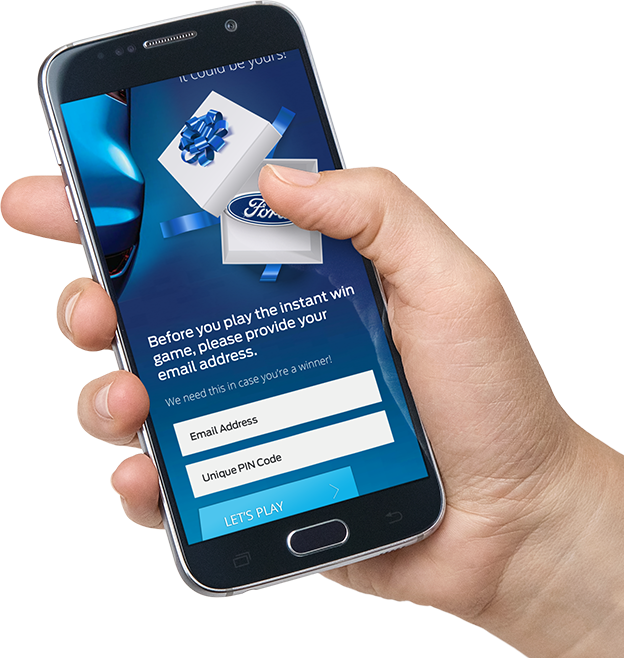 it could be yours!
Ford
Before you play the instant win
game, please provide your
email address.
We need this in case you're a winner!
Email Address
Unique PIN Code
LET'S PLAY